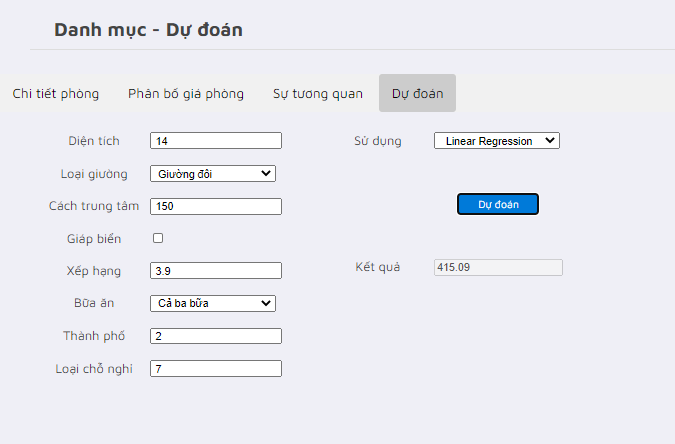 Danh mục - Dự đoán
Chi tiết phòng Phân bố giá phòng Sự tương quan Dự đoán
Diện tích 14 Sử dụng Linear Regression
Loại giường Giường đôi
Cách trung tâm 150 Dự đoán
Giáp biển
Xếp hạng 3.9 Kết quả 415.09
Bữa ăn Cả ba bữa
Thành phố 2
Loại chỗ nghỉ 7